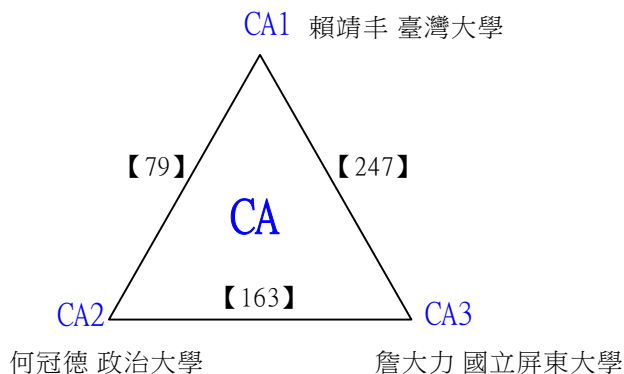 CA1 賴靖丰 臺灣大學
【79】 【247】
CA
【163】
CA2 CA3
何冠德 政治大學 詹大力 國立屏東大學